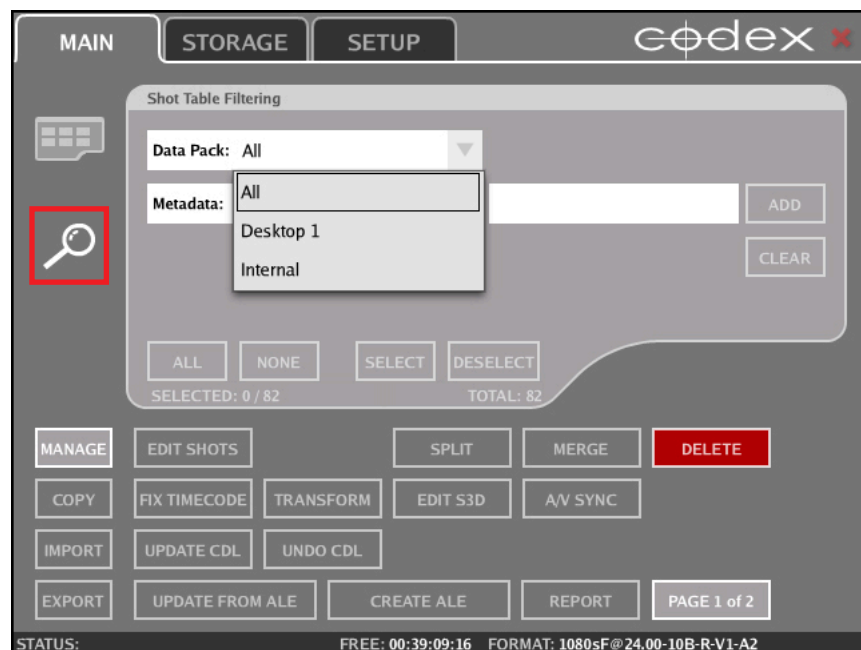 MAIN STORAGE SETUP codex
Shot Table Filtering
Data Pack: All
Metadata:
All
Desktop 1
Internal
ADD
CLEAR
ALL NONE SELECT DESELECT
SELECTED: 0 / 82 TOTAL: 82
MANAGE EDIT SHOTS SPLIT MERGE DELETE
COPY FIX TIMECODE TRANSFORM EDIT S3D A/V SYNC
IMPORT UPDATE CDL UNDO CDL
EXPORT UPDATE FROM ALE CREATE ALE REPORT PAGE 1 of 2
STATUS: FREE: 00:39:09:16 FORMAT: 1080sF@24.00-10B-R-V1-A2